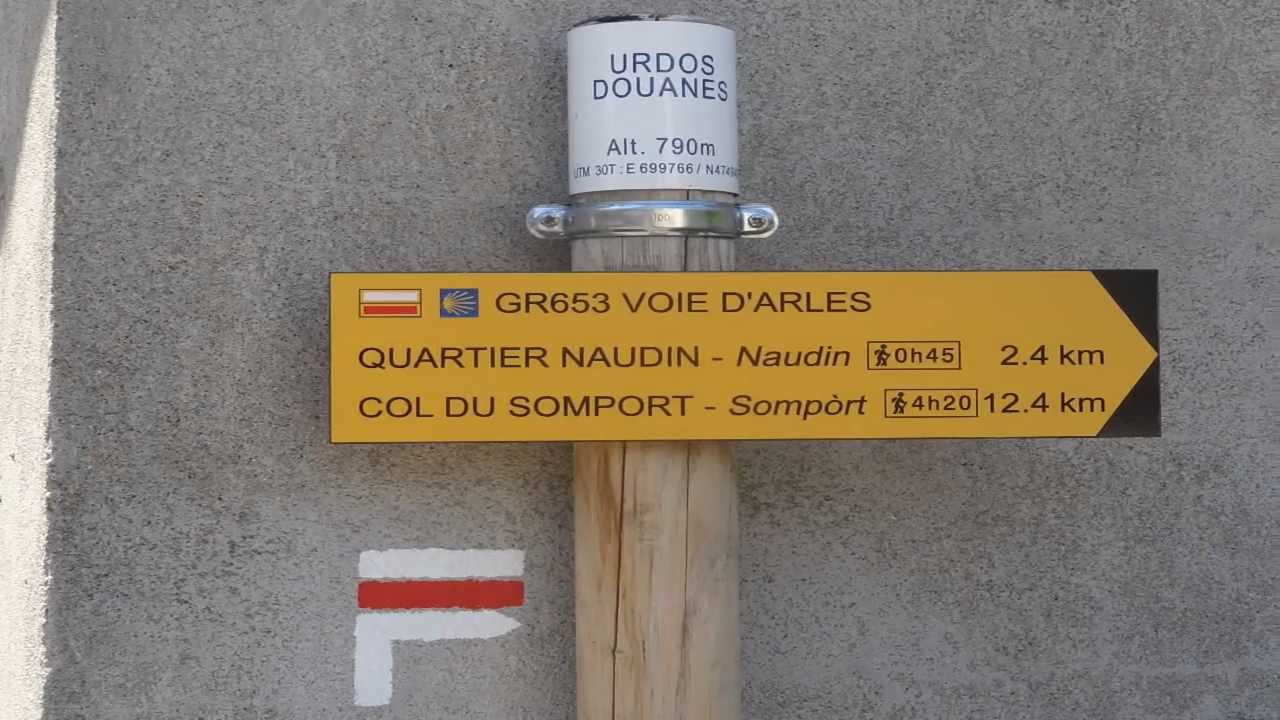 URDOS
DOUANES
Alt. 790m
UTM 30T : E 699766 /
GR653 VOIE D'ARLES
QUARTIER NAUDIN - Naudin 0h45 2.4 km
COL DU SOMPORT - Sompòrt 4h20 12.4 km